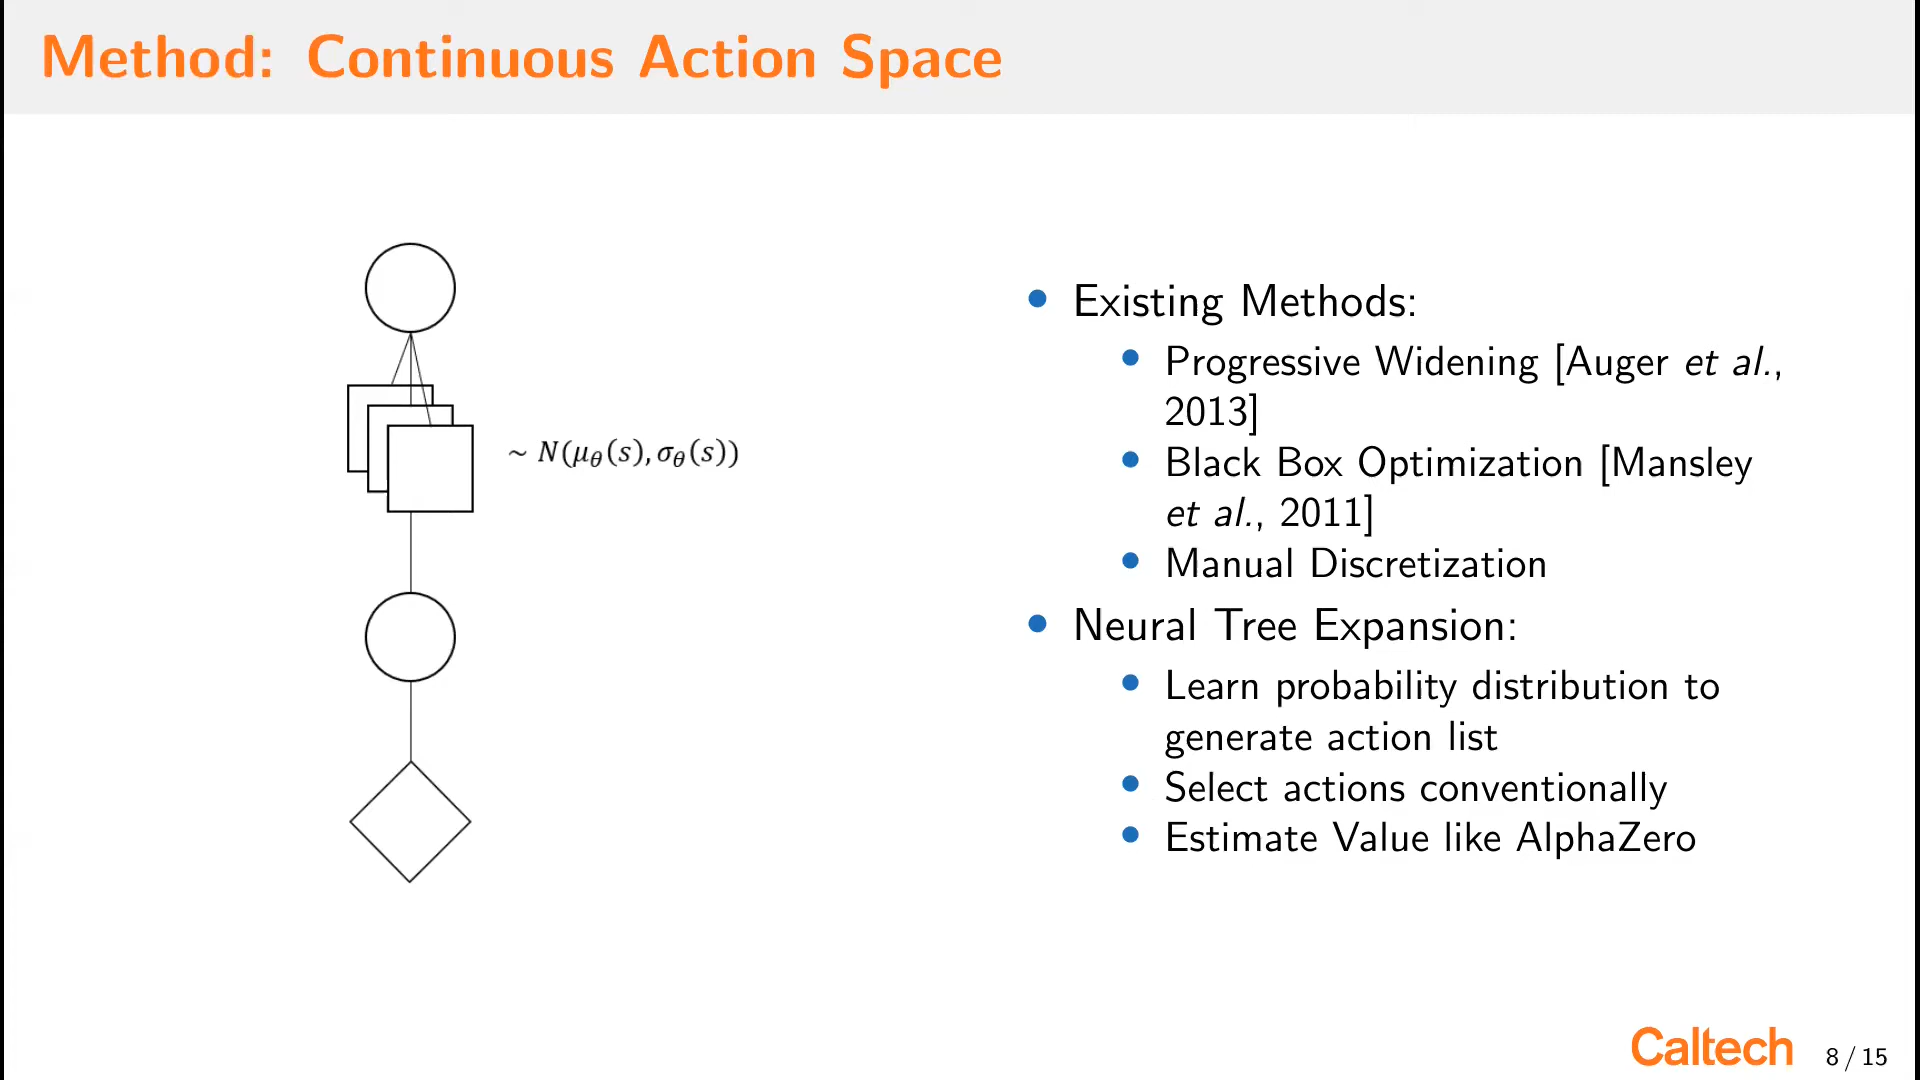 Method: Continuous Action Space
~ N(μθ(s), σθ(s))
Existing Methods:
Progressive Widening [Auger et al.,
2013]
Black Box Optimization [Mansley
et al., 2011]
Manual Discretization
Neural Tree Expansion:
Learn probability distribution to
generate action list
Select actions conventionally
Estimate Value like AlphaZero
Caltech
8 / 15